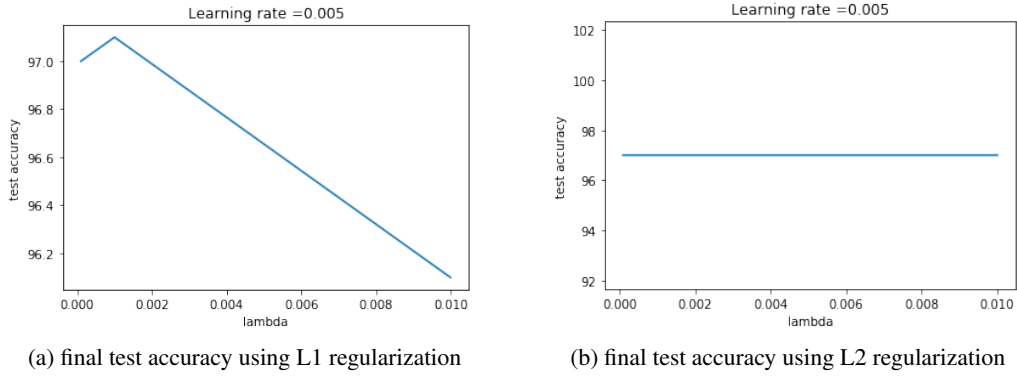 Learning rate =0.005
97.0
96.8
96.6
96.4
96.2
test accuracy
0.000 0.002 0.004 0.006 0.008 0.010
lambda
(a) final test accuracy using L1 regularization
Learning rate =0.005
102
100
98
96
94
92
test accuracy
0.000 0.002 0.004 0.006 0.008 0.010
lambda
(b) final test accuracy using L2 regularization